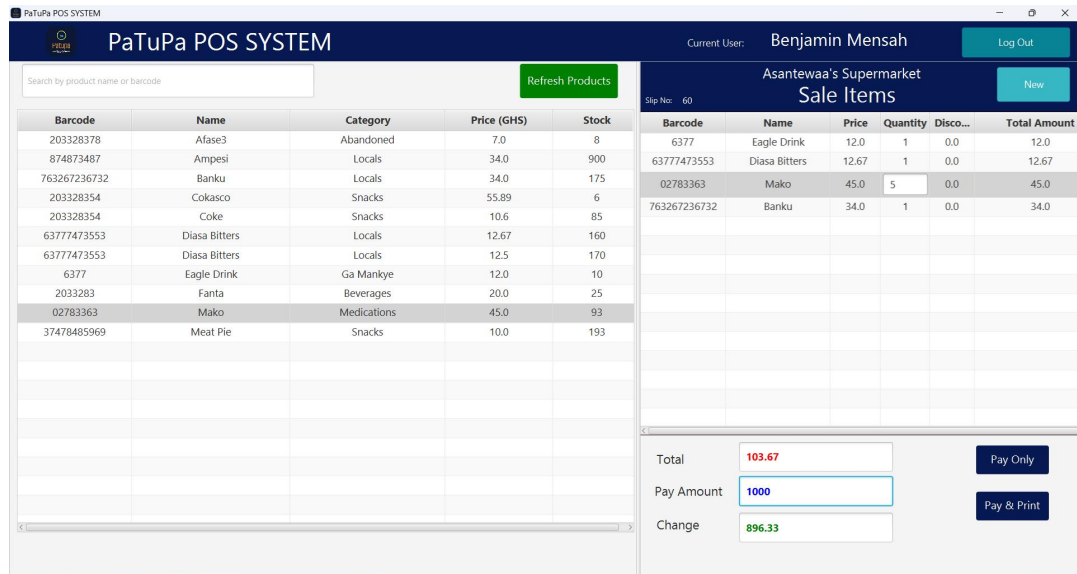 PaTuPa POS SYSTEM
PaTuPa POS SYSTEM
Current User: Benjamin Mensah
Log Out
Search by product name or barcode
Refresh Products
Barcode Name Category Price (GHS) Stock
203328378 Afase3 Abandoned 7.0 8
874873487 Ampesi Locals 34.0 900
763267236732 Banku Locals 34.0 175
203328354 Cokasco Snacks 55.89 6
203328354 Coke Snacks 10.6 85
63777473553 Diasa Bitters Locals 12.67 160
63777473553 Diasa Bitters Locals 12.5 170
6377 Eagle Drink Ga Mankye 12.0 10
2033283 Fanta Beverages 20.0 25
02783363 Mako Medications 45.0 93
37478485969 Meat Pie Snacks 10.0 193
Asantewaa's Supermarket
Slip No: 60 Sale Items
New
Barcode Name Price Quantity Disco... Total Amount
6377 Eagle Drink 12.0 1 0.0 12.0
63777473553 Diasa Bitters 12.67 1 0.0 12.67
02783363 Mako 45.0 5 0.0 45.0
763267236732 Banku 34.0 1 0.0 34.0
Total 103.67
Pay Only
Pay Amount 1000
Pay & Print
Change 896.33